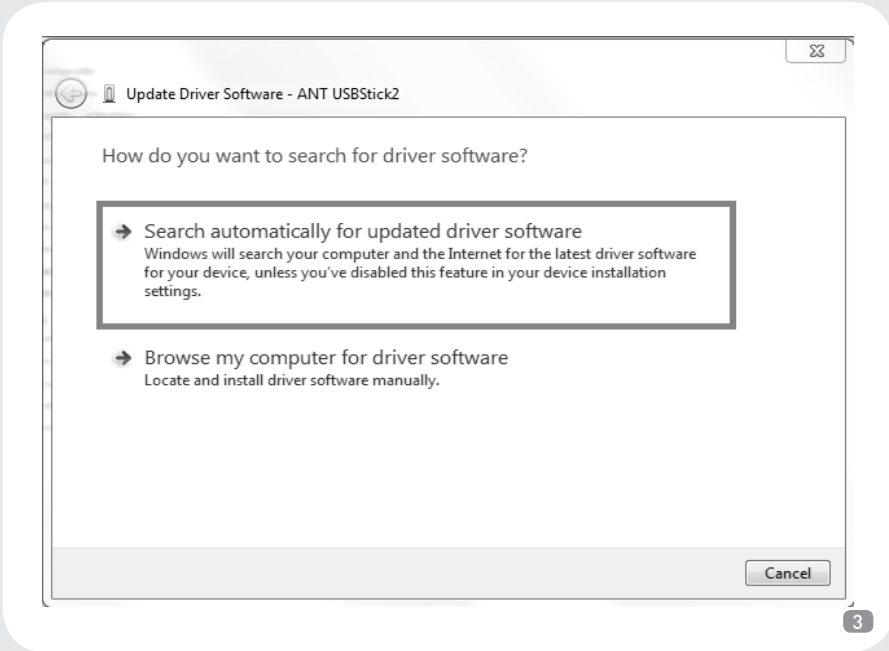 Update Driver Software - ANT USBStick2
How do you want to search for driver software?
Search automatically for updated driver software
Windows will search your computer and the Internet for the latest driver software
for your device, unless you've disabled this feature in your device installation
settings.
Browse my computer for driver software
Locate and install driver software manually.
Cancel
3